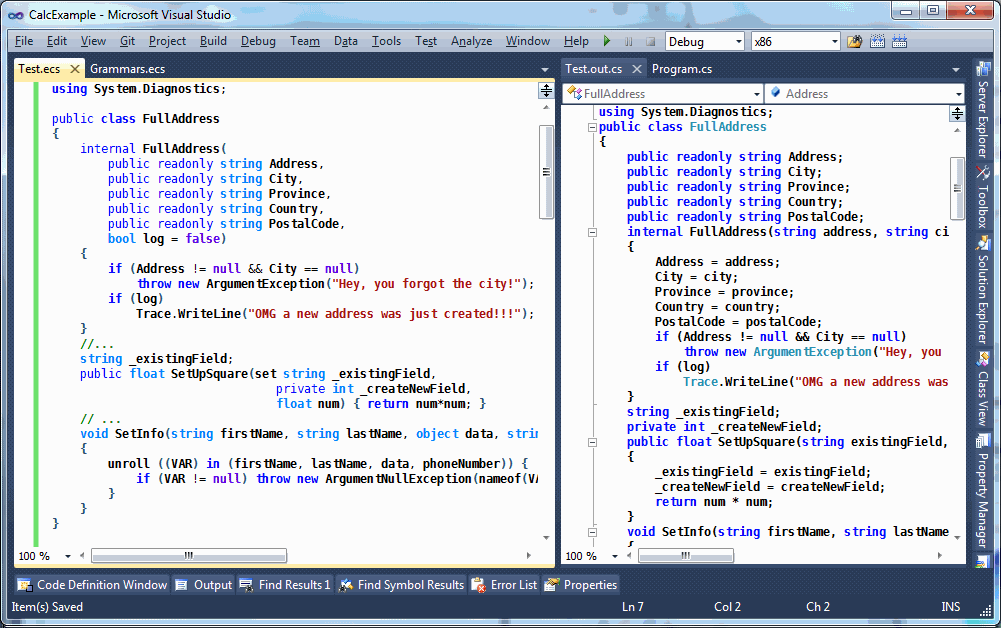 CalcExample - Microsoft Visual Studio
File Edit View Git Project Build Debug Team Data Tools Test Analyze Window Help Debug x86
Test.ecs Grammars.ecs
using System.Diagnostics;
public class FullAddress
{
    internal FullAddress(
        public readonly string Address,
        public readonly string City,
        public readonly string Province,
        public readonly string Country,
        public readonly string PostalCode,
        bool log = false)
    {
        if (Address != null && City == null)
            throw new ArgumentException("Hey, you forgot the city!");
        if (log)
            Trace.WriteLine("OMG a new address was just created!!!");
    }
    //...
    string _existingField;
    public float SetUpSquare(set string _existingField,
                            private int _createNewField,
                            float num) { return num*num; }
    // ...
    void SetInfo(string firstName, string lastName, object data, strin
    {
        unroll ((VAR) in (firstName, lastName, data, phoneNumber)) {
            if (VAR != null) throw new ArgumentNullException(nameof(VA
        }
    }
}
100 %
Test.out.cs Program.cs
FullAddress Address
using System.Diagnostics;
public class FullAddress
{
    public readonly string Address;
    public readonly string City;
    public readonly string Province;
    public readonly string Country;
    public readonly string PostalCode;
    internal FullAddress(string address, string ci
    {
        Address = address;
        City = city;
        Province = province;
        Country = country;
        PostalCode = postalCode;
        if (Address != null && City == null)
            throw new ArgumentException("Hey, you
        if (log)
            Trace.WriteLine("OMG a new address was
    }
    string _existingField;
    private int _createNewField;
    public float SetUpSquare(string existingField,
    {
        _existingField = existingField;
        _createNewField = createNewField;
        return num * num;
    }
    void SetInfo(string firstName, string lastName
    {
100 %
Server Explorer
Toolbox
Solution Explorer
Class View
Property Manager
Code Definition Window Output Find Results 1 Find Symbol Results Error List Properties
Item(s) Saved Ln 7 Col 2 Ch 2 INS